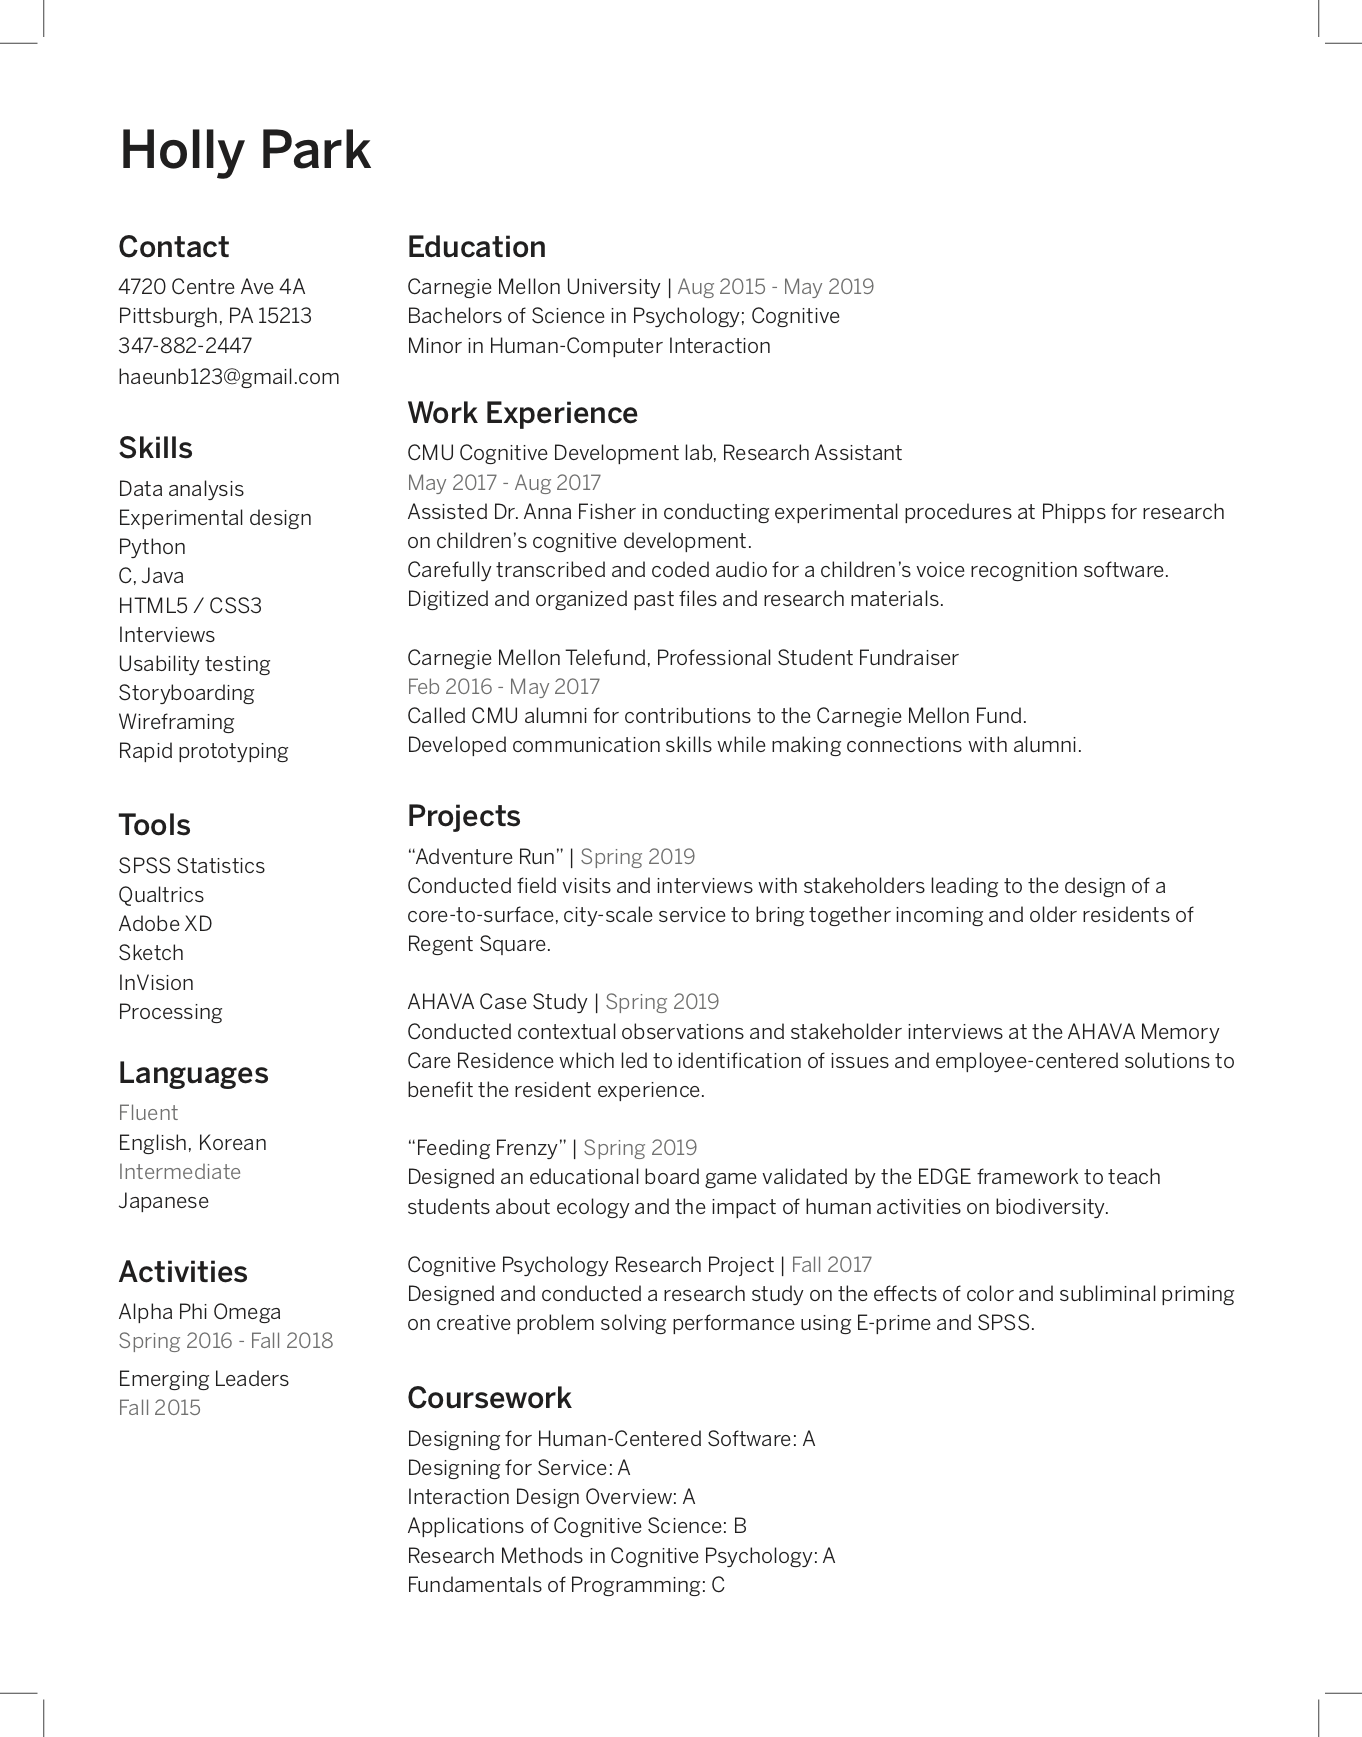 Holly Park
Contact
4720 Centre Ave 4A
Pittsburgh, PA 15213
347-882-2447
haeunb123@gmail.com
Skills
Data analysis
Experimental design
Python
C, Java
HTML5 / CSS3
Interviews
Usability testing
Storyboarding
Wireframing
Rapid prototyping
Tools
SPSS Statistics
Qualtrics
Adobe XD
Sketch
InVision
Processing
Languages
Fluent
English, Korean
Intermediate
Japanese
Activities
Alpha Phi Omega
Spring 2016 - Fall 2018
Emerging Leaders
Fall 2015
Education
Carnegie Mellon University | Aug 2015 - May 2019
Bachelors of Science in Psychology; Cognitive
Minor in Human-Computer Interaction
Work Experience
CMU Cognitive Development lab, Research Assistant
May 2017 - Aug 2017
Assisted Dr. Anna Fisher in conducting experimental procedures at Phipps for research
on children’s cognitive development.
Carefully transcribed and coded audio for a children’s voice recognition software.
Digitized and organized past files and research materials.
Carnegie Mellon Telefund, Professional Student Fundraiser
Feb 2016 - May 2017
Called CMU alumni for contributions to the Carnegie Mellon Fund.
Developed communication skills while making connections with alumni.
Projects
“Adventure Run” | Spring 2019
Conducted field visits and interviews with stakeholders leading to the design of a
core-to-surface, city-scale service to bring together incoming and older residents of
Regent Square.
AHAVA Case Study | Spring 2019
Conducted contextual observations and stakeholder interviews at the AHAVA Memory
Care Residence which led to identification of issues and employee-centered solutions to
benefit the resident experience.
“Feeding Frenzy” | Spring 2019
Designed an educational board game validated by the EDGE framework to teach
students about ecology and the impact of human activities on biodiversity.
Cognitive Psychology Research Project | Fall 2017
Designed and conducted a research study on the effects of color and subliminal priming
on creative problem solving performance using E-prime and SPSS.
Coursework
Designing for Human-Centered Software: A
Designing for Service: A
Interaction Design Overview: A
Applications of Cognitive Science: B
Research Methods in Cognitive Psychology: A
Fundamentals of Programming: C